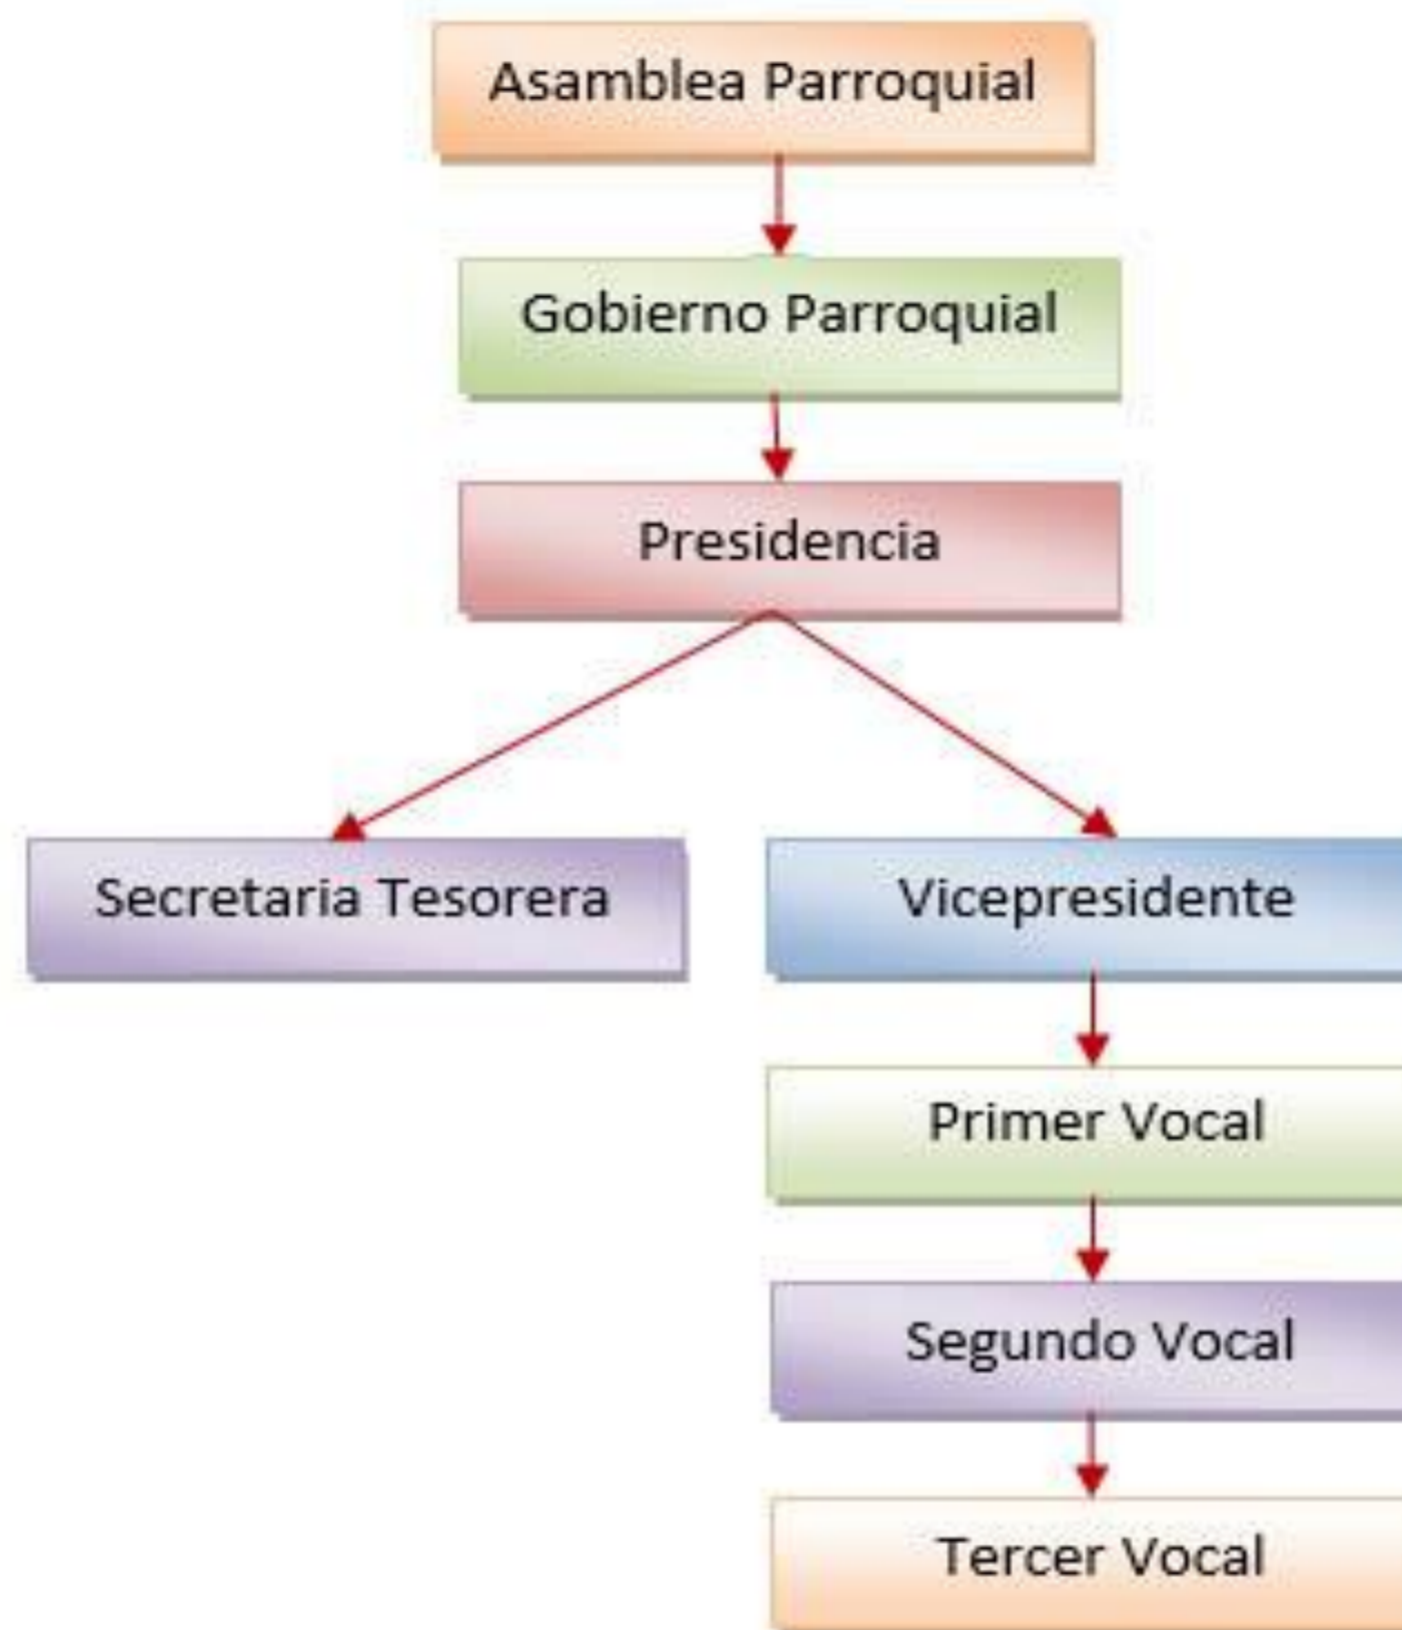 Asamblea Parroquial
Gobierno Parroquial
Presidencia
Secretaria Tesorera
Vicepresidente
Primer Vocal
Segundo Vocal
Tercer Vocal